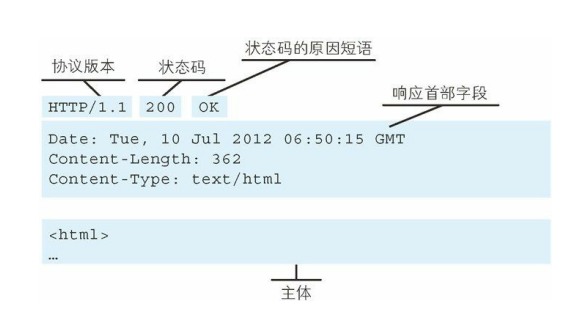 状态码的原因短语
协议版本 状态码
响应首部字段
HTTP/1.1 200 OK
Date: Tue, 10 Jul 2012 06:50:15 GMT
Content-Length: 362
Content-Type: text/html
<html>
…
主体